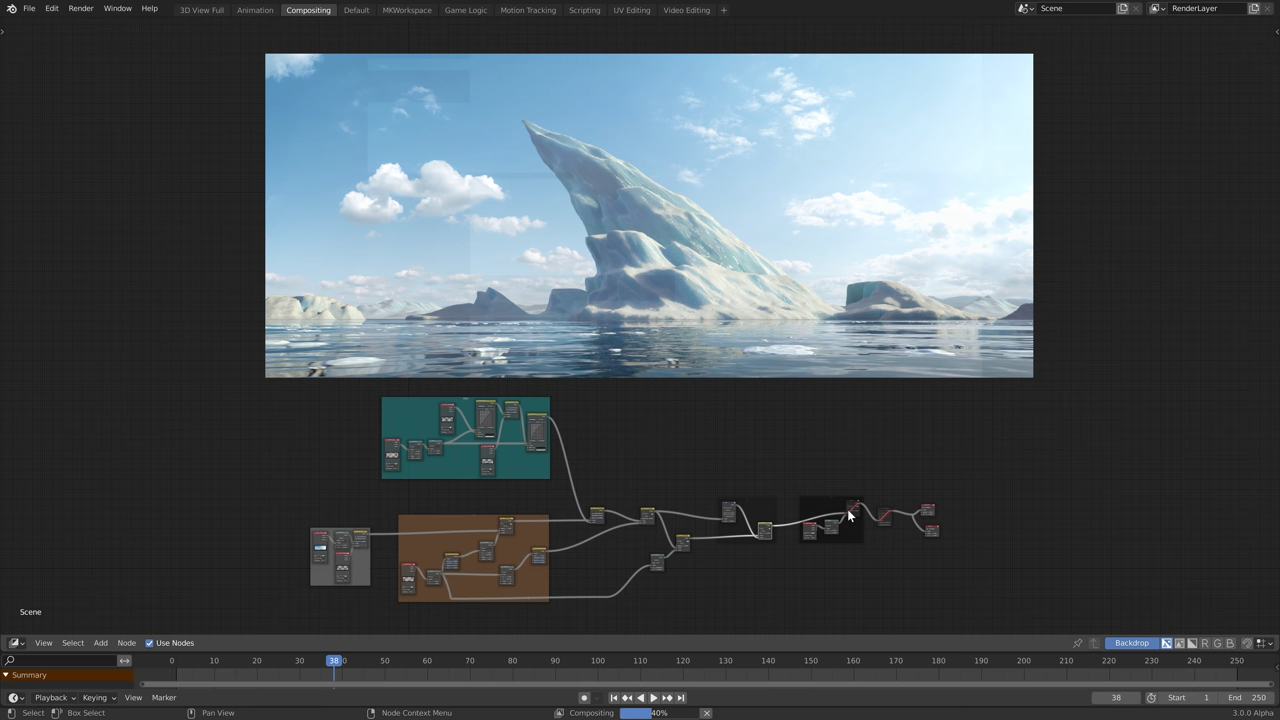 File Edit Render Window Help 3D View Full Animation Compositing Default MKWorkspace Game Logic Motion Tracking Scripting UV Editing Video Editing + Scene RenderLayer
Scene
View Select Add Node Use Nodes Backdrop R G B
0 10 20 30 38 40 50 60 70 80 90 100 110 120 130 140 150 160 170 180 190 200 210 220 230 240 250
Summary
Playback Keying View Marker 38 Start 1 End 250
Select Box Select Pan View Node Context Menu Compositing 40% 3.0.0 Alpha